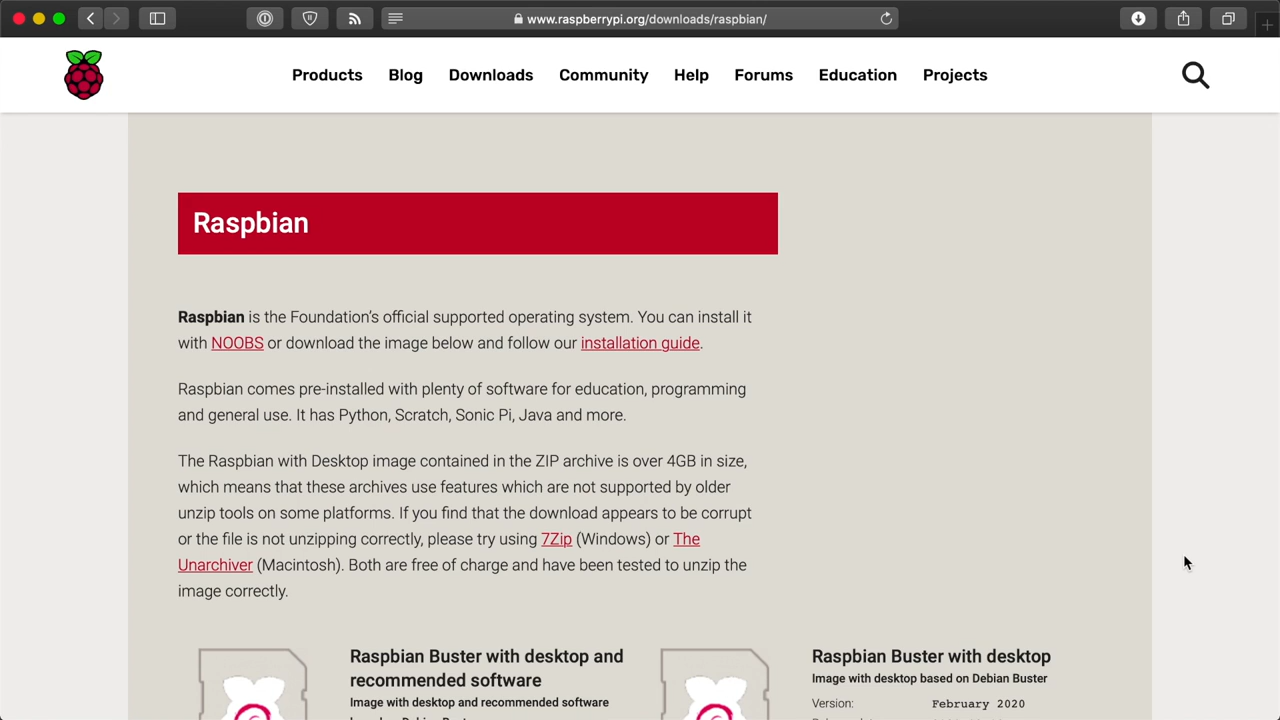 www.raspberrypi.org/downloads/raspbian/
Products Blog Downloads Community Help Forums Education Projects
Raspbian
Raspbian is the Foundation's official supported operating system. You can install it
with NOOBS or download the image below and follow our installation guide.
Raspbian comes pre-installed with plenty of software for education, programming
and general use. It has Python, Scratch, Sonic Pi, Java and more.
The Raspbian with Desktop image contained in the ZIP archive is over 4GB in size,
which means that these archives use features which are not supported by older
unzip tools on some platforms. If you find that the download appears to be corrupt
or the file is not unzipping correctly, please try using 7Zip (Windows) or The
Unarchiver (Macintosh). Both are free of charge and have been tested to unzip the
image correctly.
Raspbian Buster with desktop and
recommended software
Image with desktop and recommended software
Raspbian Buster with desktop
Image with desktop based on Debian Buster
Version: February 2020